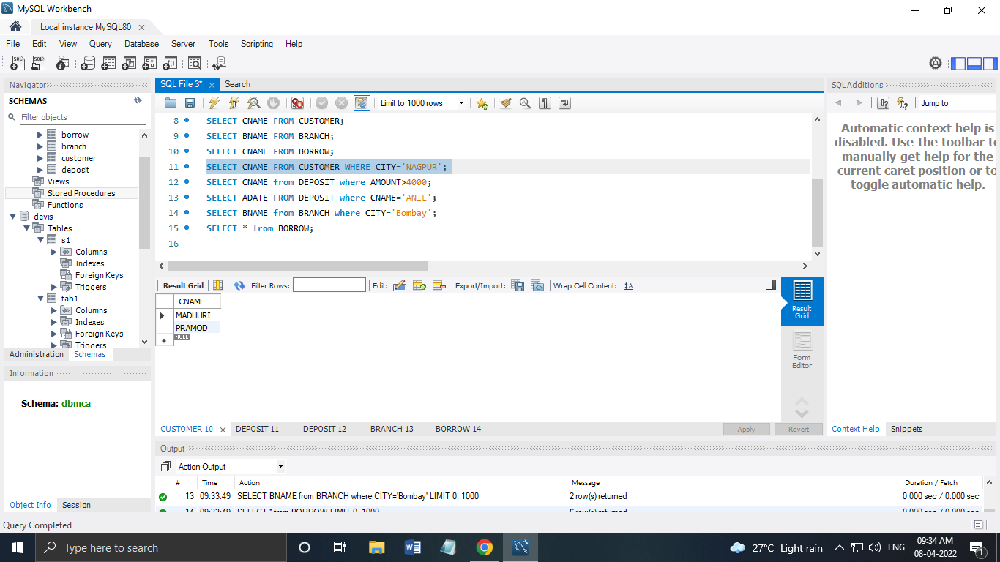 MySQL Workbench
Local instance MySQL80
File Edit View Query Database Server Tools Scripting Help
Navigator
SCHEMAS
Filter objects
borrow
branch
customer
deposit
Views
Stored Procedures
Functions
devis
Tables
s1
Columns
Indexes
Foreign Keys
Triggers
tab1
Columns
Indexes
Foreign Keys
Triggers
Administration Schemas
Information
Schema: dbmca
Object Info Session
SQL File 3* Search
Limit to 1000 rows
8 SELECT CNAME FROM CUSTOMER;
9 SELECT BNAME FROM BRANCH;
10 SELECT CNAME FROM BORROW;
11 SELECT CNAME FROM CUSTOMER WHERE CITY='NAGPUR';
12 SELECT CNAME from DEPOSIT where AMOUNT>4000;
13 SELECT ADATE FROM DEPOSIT where CNAME='ANIL';
14 SELECT BNAME from BRANCH where CITY='Bombay';
15 SELECT * from BORROW;
16
Result Grid Filter Rows: Edit: Export/Import: Wrap Cell Content:
CNAME
MADHURI
PRAMOD
NULL
Result
Grid
Form
Editor
CUSTOMER 10 DEPOSIT 11 DEPOSIT 12 BRANCH 13 BORROW 14
Apply Revert
Output
Action Output
# Time Action Message Duration / Fetch
13 09:33:49 SELECT BNAME from BRANCH where CITY='Bombay' LIMIT 0, 1000 2 row(s) returned 0.000 sec / 0.000 sec
14 09:33:49 SELECT * from BORROW LIMIT 0, 1000 6 row(s) returned 0.000 sec / 0.000 sec
SQLAdditions
Jump to
Automatic context help is
disabled. Use the toolbar to
manually get help for the
current caret position or to
toggle automatic help.
Context Help Snippets
Query Completed
Type here to search
27°C Light rain
ENG
09:34 AM
08-04-2022
1